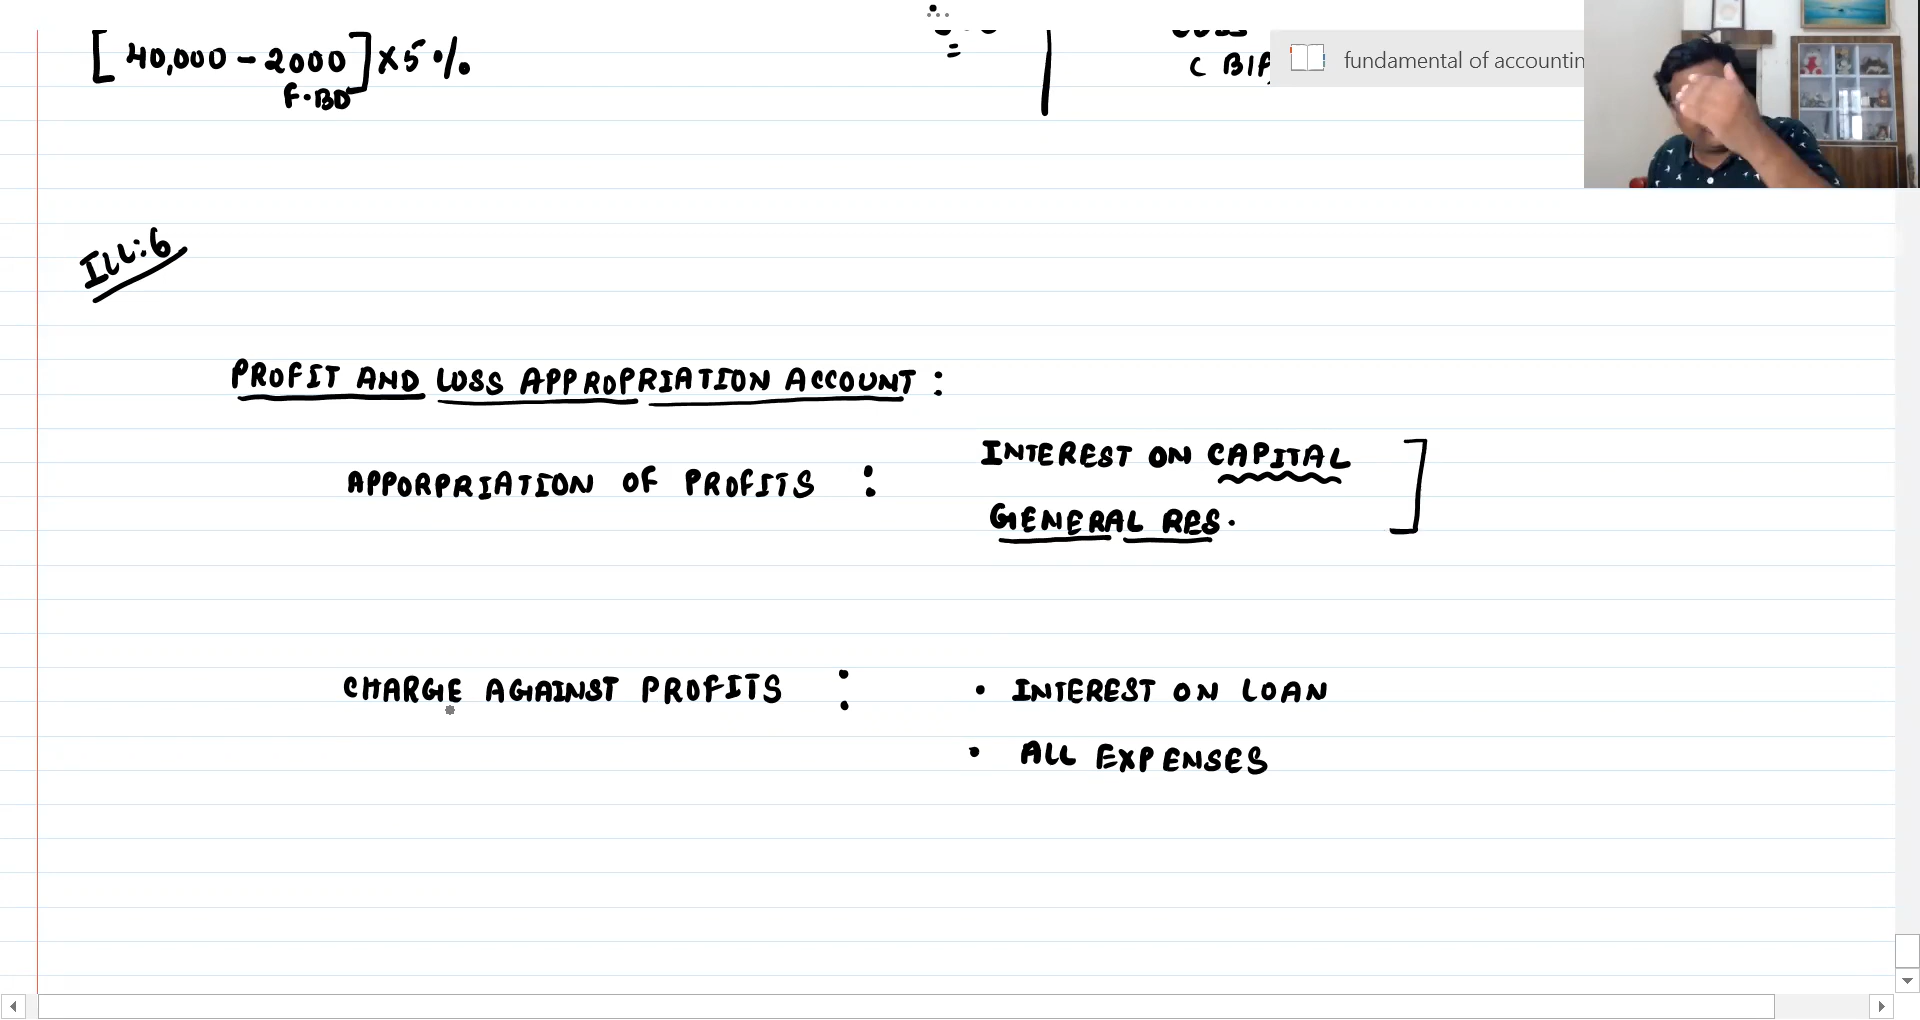 [ 40,000 - 2000 ] x 5 %
F.BD
fundamental of accountin
ILL:6
PROFIT AND LOSS APPROPRIATION ACCOUNT :
APPORPRIATION OF PROFITS : INTEREST ON CAPITAL
GENERAL RES.
CHARGE AGAINST PROFITS : • INTEREST ON LOAN
• ALL EXPENSES